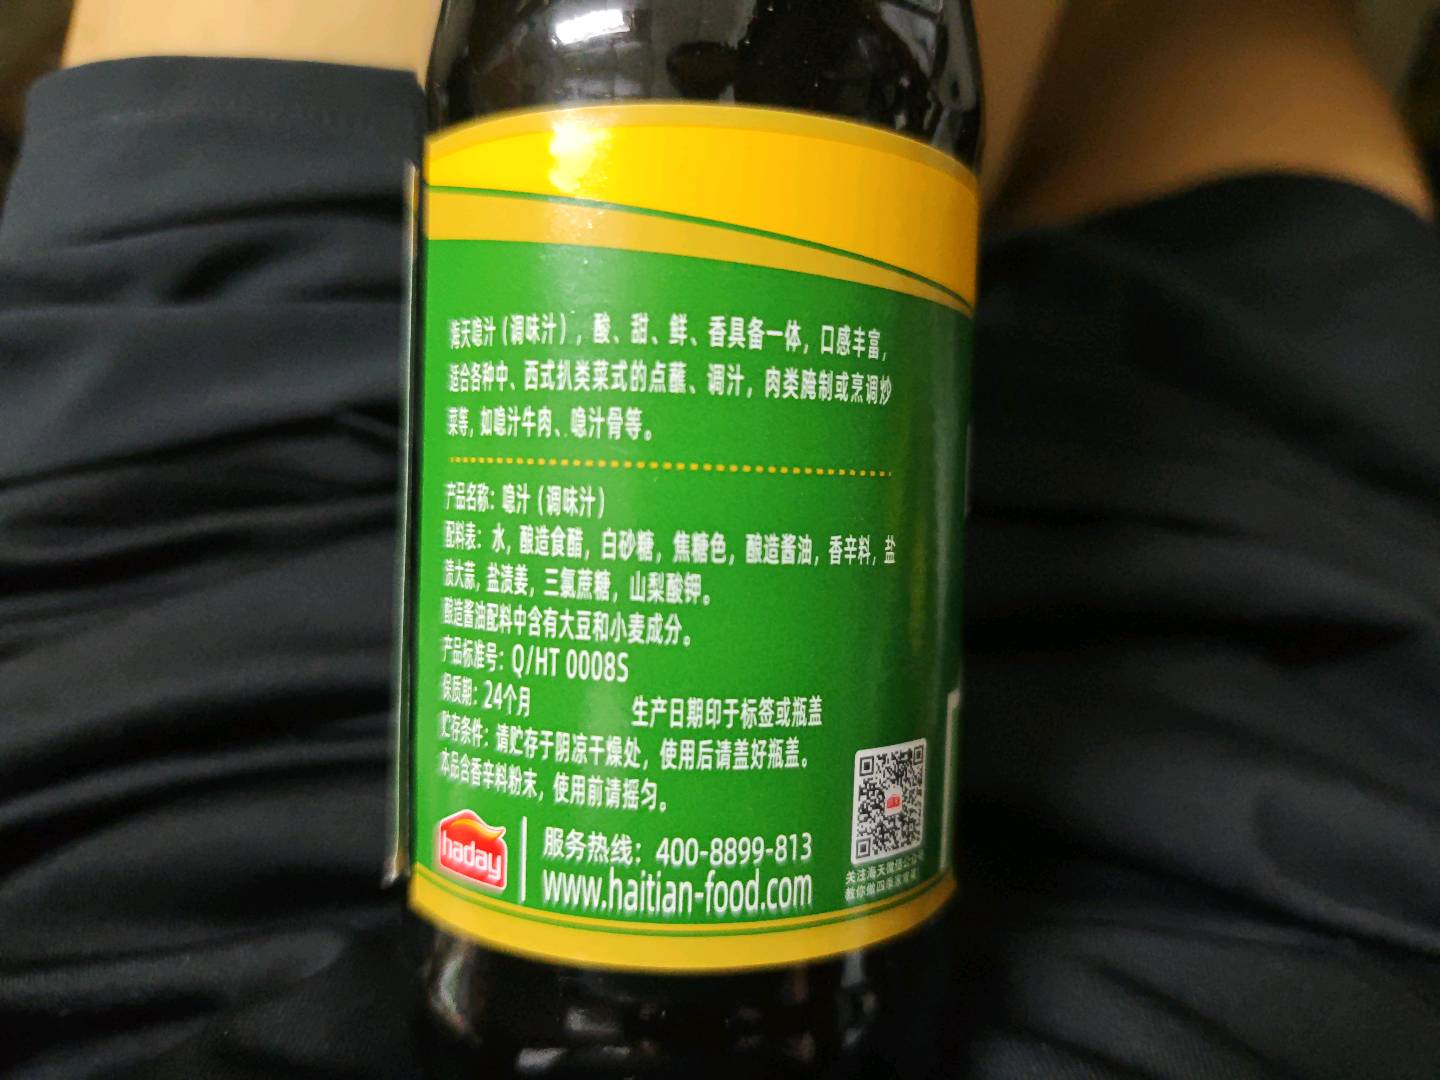 海天喼汁（调味汁），酸、甜、鲜、香具备一体，口感丰富，
适合各种中、西式扒类菜式的点蘸、调汁，肉类腌制或烹调炒
菜等，如喼汁牛肉、喼汁骨等。
产品名称：喼汁（调味汁）
配料表：水，酿造食醋，白砂糖，焦糖色，酿造酱油，香辛料，盐
渍大蒜，盐渍姜，三氯蔗糖，山梨酸钾。
酿造酱油配料中含有大豆和小麦成分。
产品标准号：Q/HT 0008S
保质期：24个月 生产日期印于标签或瓶盖
贮存条件：请贮存于阴凉干燥处，使用后请盖好瓶盖。
本品含香辛料粉末，使用前请摇匀。
haday
服务热线：400-8899-813
www.haitian-food.com
关注海天微信公众号
教你做四季家常菜！